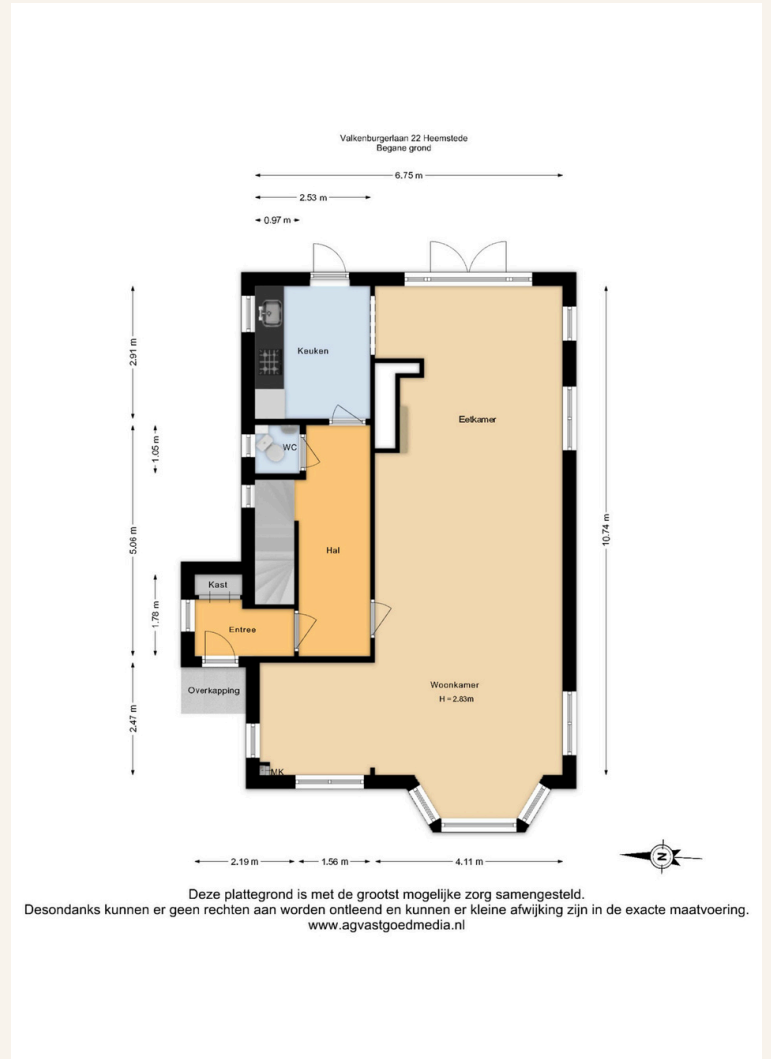 Valkenburgerlaan 22 Heemstede
Begane grond
6.75 m
2.53 m
0.97 m
2.91 m
Keuken
Eetkamer
1.05 m
WC
5.06 m
10.74 m
Hal
Kast
1.78 m
Entree
Woonkamer
Overkapping
H = 2.83m
2.47 m
MK
2.19 m
1.56 m
4.11 m
N
Deze plattegrond is met de grootst mogelijke zorg samengesteld.
Desondanks kunnen er geen rechten aan worden ontleend en kunnen er kleine afwijking zijn in de exacte maatvoering.
www.agvastgoedmedia.nl